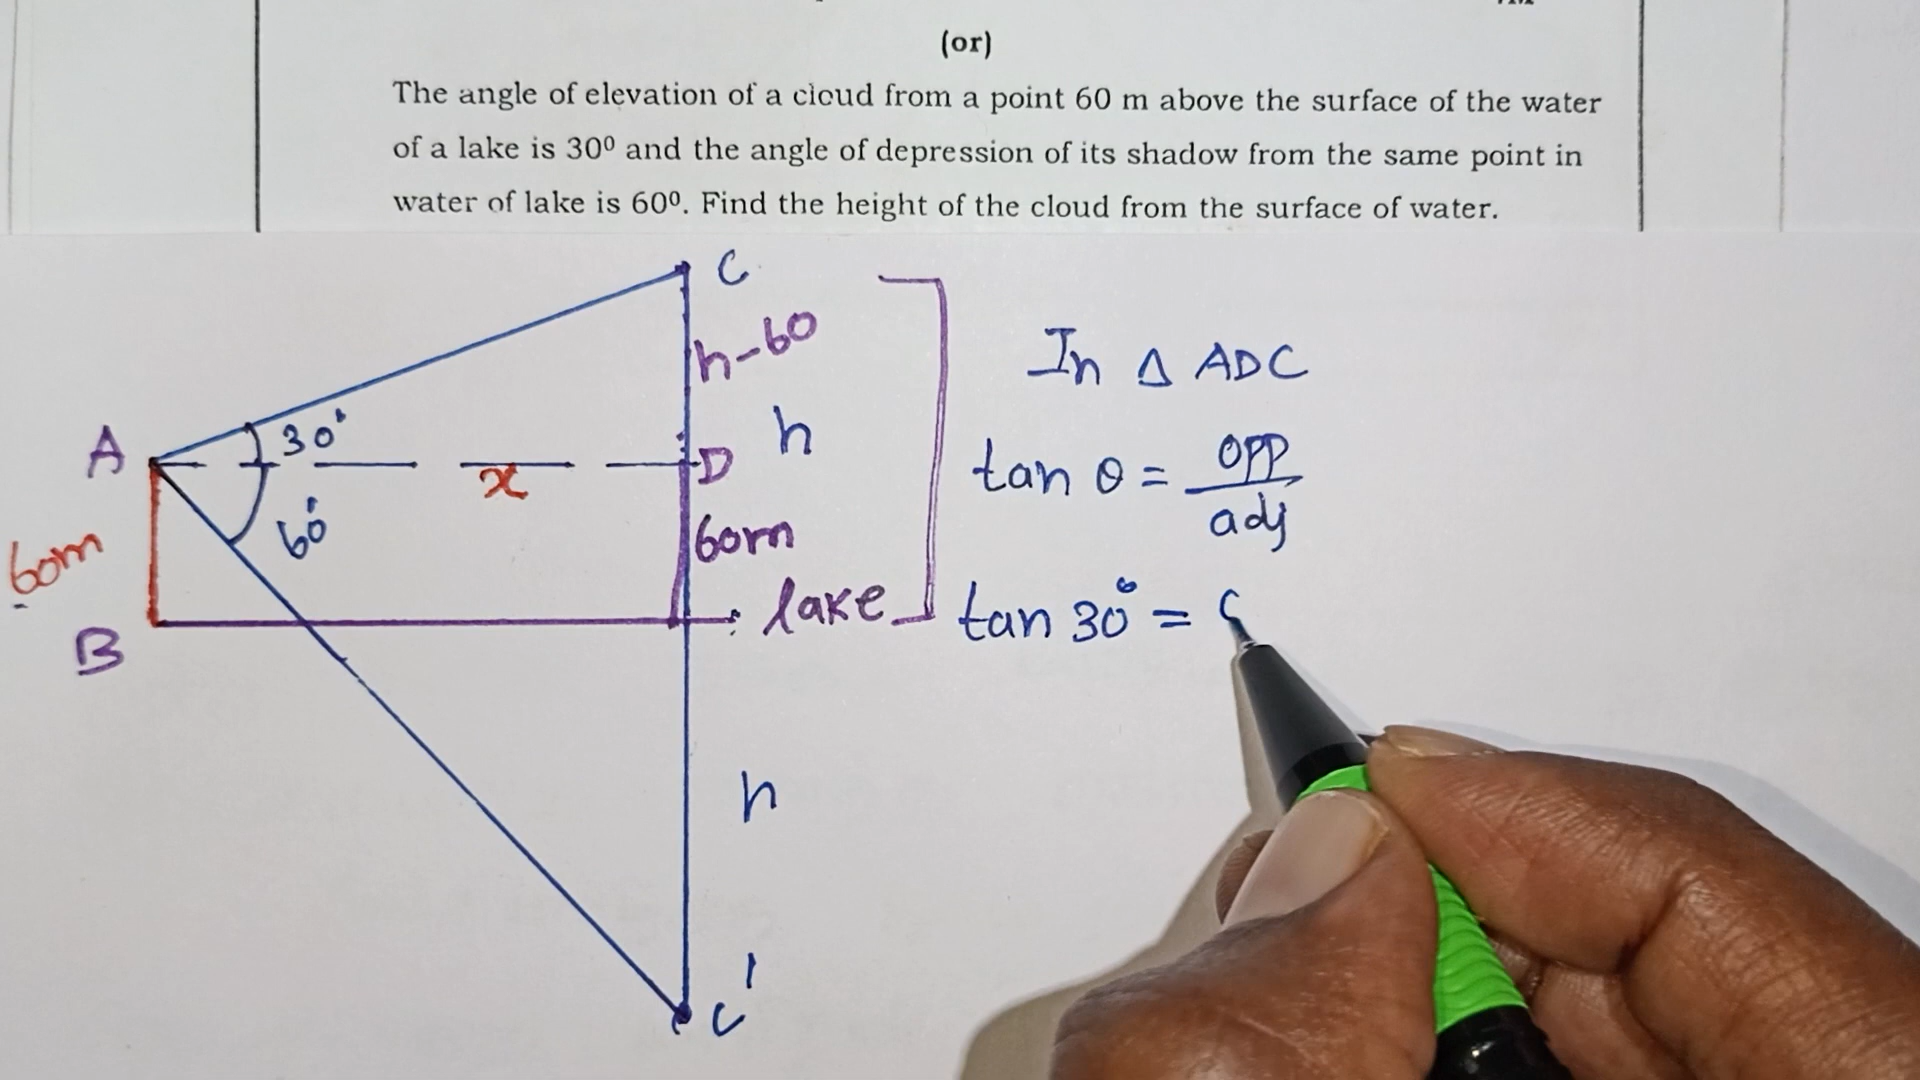 (or)
The angle of elevation of a cloud from a point 60 m above the surface of the water
of a lake is 30⁰ and the angle of depression of its shadow from the same point in
water of lake is 60⁰. Find the height of the cloud from the surface of water.
C
h-60
In Δ ADC
h
30°
A
D
x
tan θ = opp/adj
60°
60m
60m
lake
tan 30° = C
B
h
C'